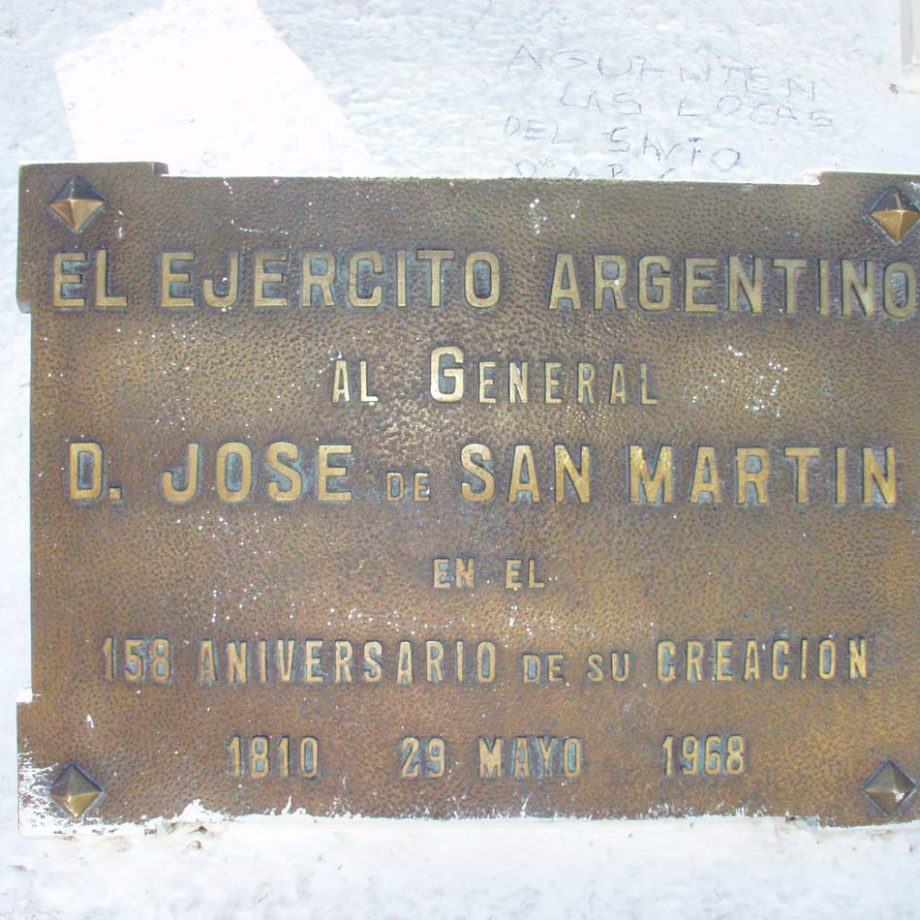 AGUANTEN
LAS LOCAS
DEL SAVIO
EL EJERCITO ARGENTINO
AL GENERAL
D. JOSE DE SAN MARTIN
EN EL
158 ANIVERSARIO DE SU CREACIÓN
1810 29 MAYO 1968